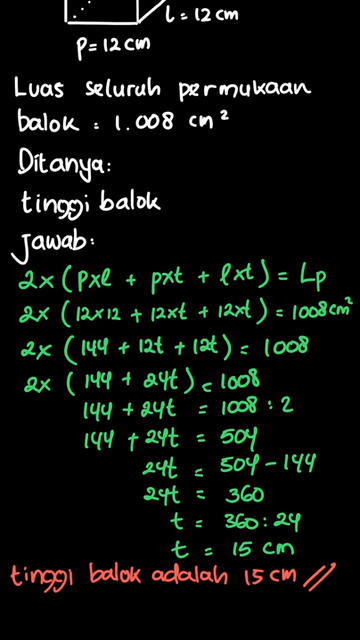 l = 12 cm
p = 12 cm
Luas seluruh permukaan
balok = 1.008 cm²
Ditanya:
tinggi balok
Jawab:
2x (pxl + pxt + lxt) = Lp
2x (12x12 + 12xt + 12xt) = 1008 cm²
2x (144 + 12t + 12t) = 1008
2x (144 + 24t) = 1008
144 + 24t = 1008 : 2
144 + 24t = 504
24t = 504 - 144
24t = 360
t = 360 : 24
t = 15 cm
tinggi balok adalah 15 cm //